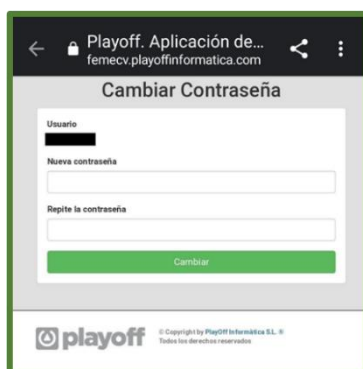 Playoff. Aplicación de...
femecv.playoffinformatica.com
Cambiar Contraseña
Usuario
Nueva contraseña
Repite la contraseña
Cambiar
playoff
© Copyright by PlayOff Informática S.L. ®
Todos los derechos reservados